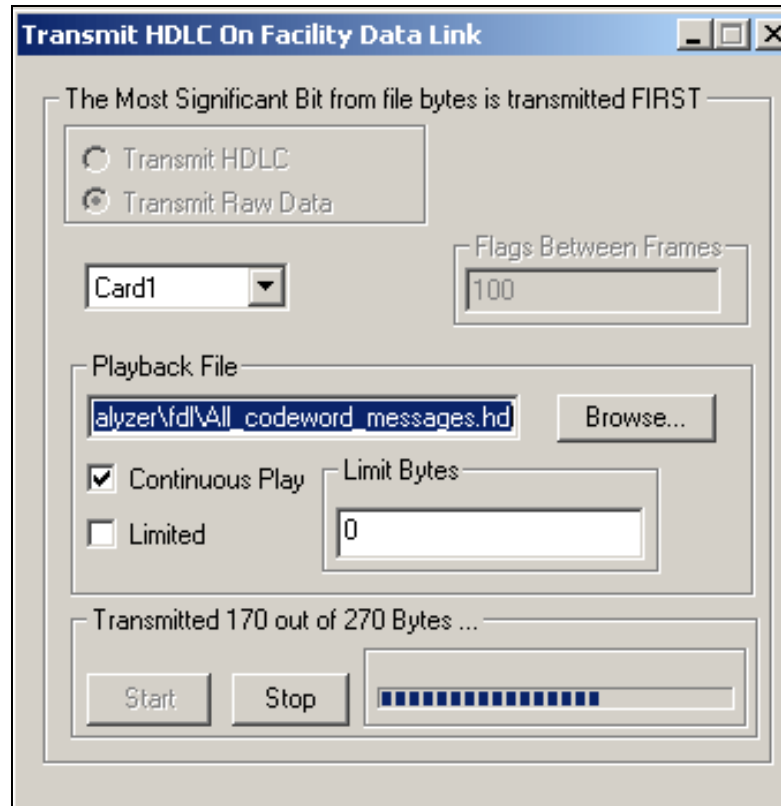 Transmit HDLC On Facility Data Link
The Most Significant Bit from file bytes is transmitted FIRST
Transmit HDLC
Transmit Raw Data
Flags Between Frames
Card1
100
Playback File
alyzer\fdl\All_codeword_messages.hdl
Browse...
Continuous Play
Limit Bytes
Limited
0
Transmitted 170 out of 270 Bytes ...
Start
Stop